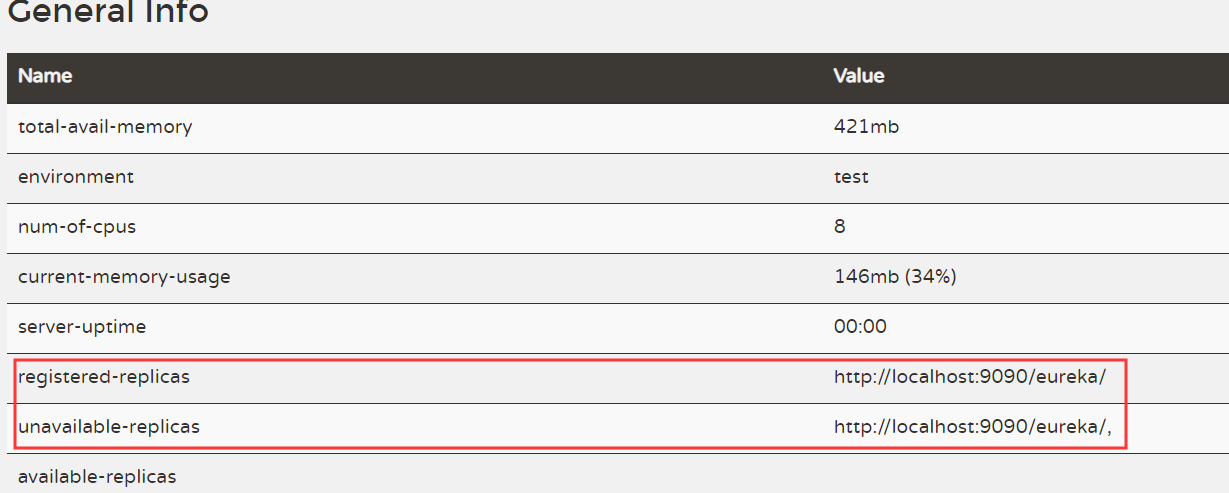 General Info
Name Value
total-avail-memory 421mb
environment test
num-of-cpus 8
current-memory-usage 146mb (34%)
server-uptime 00:00
registered-replicas http://localhost:9090/eureka/
unavailable-replicas http://localhost:9090/eureka/,
available-replicas